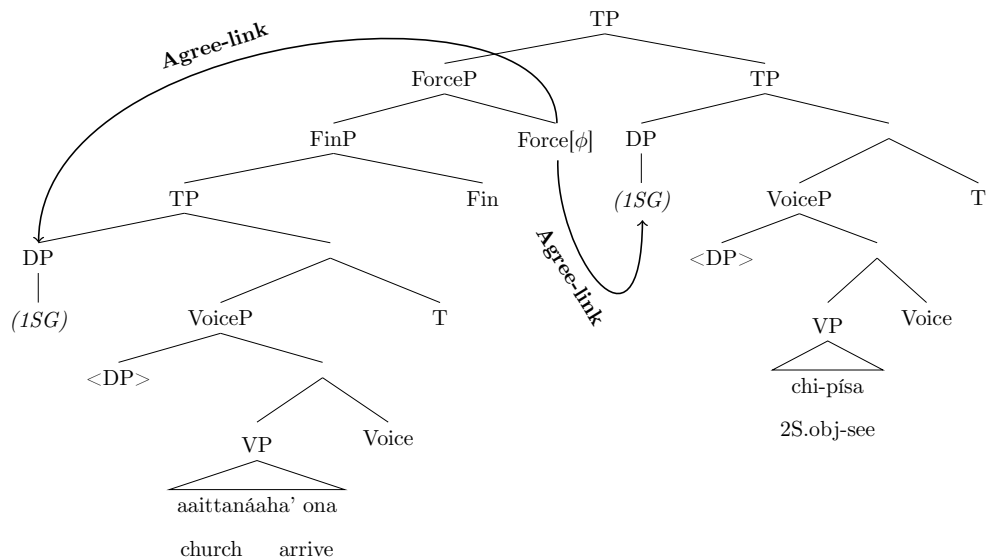 TP
Agree-link
ForceP TP
FinP Force[ϕ] DP
TP Fin (1SG) VoiceP T
DP Agree-link <DP>
(1SG) VoiceP T VP Voice
<DP> chi-písa
VP Voice 2S.obj-see
aaittanáaha’ ona
church arrive